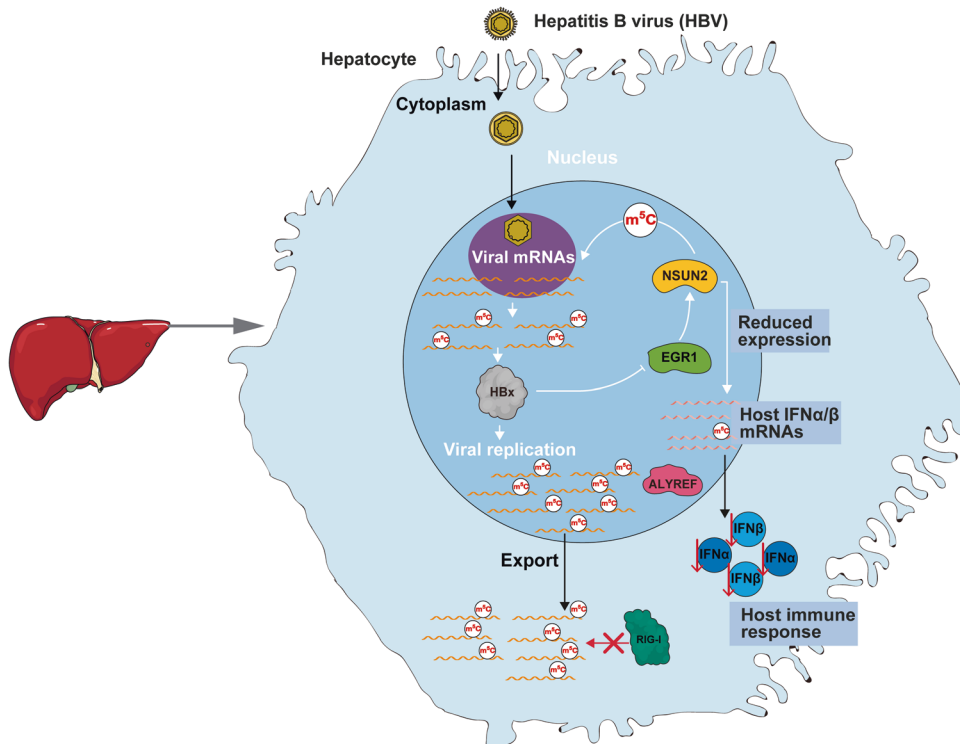 Hepatitis B virus (HBV)
Hepatocyte
Cytoplasm
Nucleus
m⁵C
Viral mRNAs
NSUN2
m⁵C
m⁵C
m⁵C
m⁵C
Reduced
expression
EGR1
HBx
Host IFNα/β
mRNAs
m⁵C
Viral replication
m⁵C
m⁵C
m⁵C
m⁵C
m⁵C
m⁵C
m⁵C
ALYREF
IFNβ
IFNα
IFNα
IFNβ
Export
Host immune
response
m⁵C
m⁵C
m⁵C
m⁵C
m⁵C
m⁵C
m⁵C
RIG-I